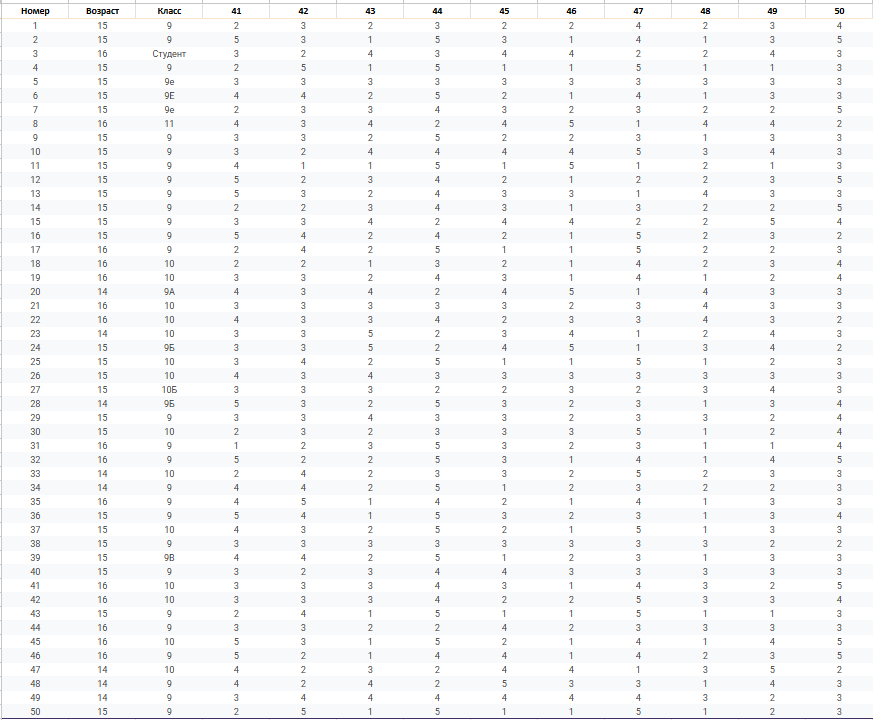 Номер Возраст Класс 41 42 43 44 45 46 47 48 49 50
1 15 9 2 3 2 3 2 2 4 2 3 4
2 15 9 5 3 1 5 3 1 4 1 3 5
3 16 Студент 3 2 4 3 4 4 2 2 4 3
4 15 9 2 5 1 5 1 1 5 1 1 3
5 15 9е 3 3 3 3 3 3 3 3 3 3
6 15 9Е 4 4 2 5 2 1 4 1 3 3
7 15 9е 2 3 3 4 3 2 3 2 2 5
8 16 11 4 3 4 2 4 5 1 4 4 2
9 15 9 3 3 2 5 2 2 3 1 3 3
10 15 9 3 2 4 4 4 4 5 3 4 3
11 15 9 4 1 1 5 1 5 1 2 1 3
12 15 9 5 2 3 4 2 1 2 2 3 5
13 15 9 5 3 2 4 3 3 1 4 3 3
14 15 9 2 2 3 4 3 1 3 2 2 5
15 15 9 3 3 4 2 4 4 2 2 5 4
16 15 9 5 4 2 4 2 1 5 2 3 2
17 16 9 2 4 2 5 1 1 5 2 2 3
18 16 10 2 2 1 3 2 1 4 2 3 4
19 16 10 3 3 2 4 3 1 4 1 2 4
20 14 9А 4 3 4 2 4 5 1 4 3 3
21 16 10 3 3 3 3 3 2 3 4 3 3
22 16 10 4 3 3 4 2 3 3 4 3 2
23 14 10 3 3 5 2 3 4 1 2 4 3
24 15 9Б 3 3 5 2 4 5 1 3 4 2
25 15 10 3 4 2 5 1 1 5 1 2 3
26 15 10 4 3 4 3 3 3 3 3 3 3
27 15 10Б 3 3 3 2 2 3 2 3 4 3
28 14 9Б 5 3 2 5 3 2 3 1 3 4
29 15 9 3 3 4 3 3 2 3 3 2 4
30 15 10 2 3 2 3 3 3 5 1 2 4
31 16 9 1 2 3 5 3 2 3 1 1 4
32 16 9 5 2 2 5 3 1 4 1 4 5
33 14 10 2 4 2 3 3 2 5 2 3 3
34 14 9 4 4 2 5 1 2 3 2 2 3
35 16 9 4 5 1 4 2 1 4 1 3 3
36 15 9 5 4 1 5 3 2 3 1 3 4
37 15 10 4 3 2 5 2 1 5 1 3 3
38 15 9 3 3 3 3 3 3 3 3 2 2
39 15 9В 4 4 2 5 1 2 3 1 3 3
40 15 9 3 2 3 4 4 3 3 3 3 3
41 16 10 3 3 3 4 3 1 4 3 2 5
42 16 10 3 3 3 4 2 2 5 3 3 4
43 15 9 2 4 1 5 1 1 5 1 1 3
44 16 9 3 3 2 2 4 2 3 3 3 3
45 16 10 5 3 1 5 2 1 4 1 4 5
46 16 9 5 2 1 4 4 1 4 2 3 5
47 14 10 4 2 3 2 4 4 1 3 5 2
48 14 9 4 2 4 2 5 3 3 1 4 3
49 14 9 3 4 4 4 4 4 4 3 2 3
50 15 9 2 5 1 5 1 1 5 1 2 3